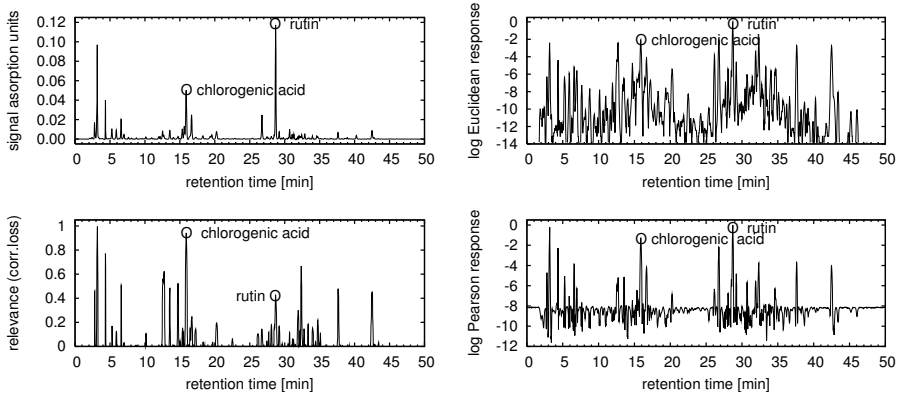 signal asorption units
0.12
0.10
0.08
0.06
0.04
0.02
0.00
rutin
chlorogenic acid
0 5 10 15 20 25 30 35 40 45 50
retention time [min]
log Euclidean response
0
-2
-4
-6
-8
-10
-12
-14
rutin
chlorogenic acid
0 5 10 15 20 25 30 35 40 45 50
retention time [min]
relevance (corr.loss)
1
0.8
0.6
0.4
0.2
0
chlorogenic acid
rutin
0 5 10 15 20 25 30 35 40 45 50
retention time [min]
log Pearson response
0
-2
-4
-6
-8
-10
-12
rutin
chlorogenic acid
0 5 10 15 20 25 30 35 40 45 50
retention time [min]